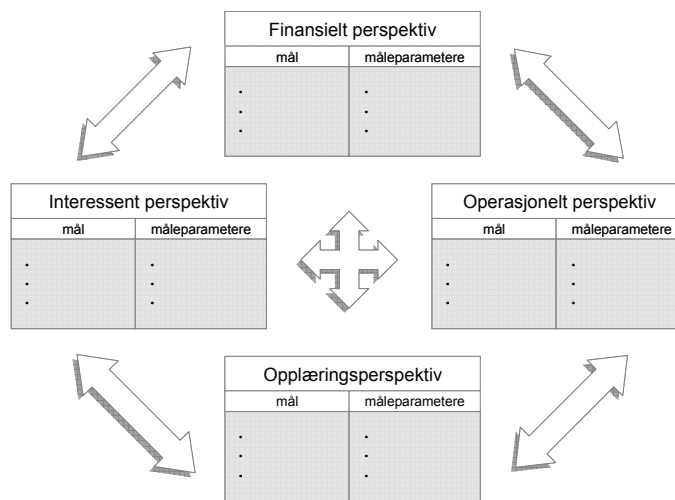 Finansielt perspektiv
mål måleparametere
•	•
•	•
•	•
Interessent perspektiv
mål måleparametere
•	•
•	•
•	•
Operasjonelt perspektiv
mål måleparametere
•	•
•	•
•	•
Opplæringsperspektiv
mål måleparametere
•	•
•	•
•	•